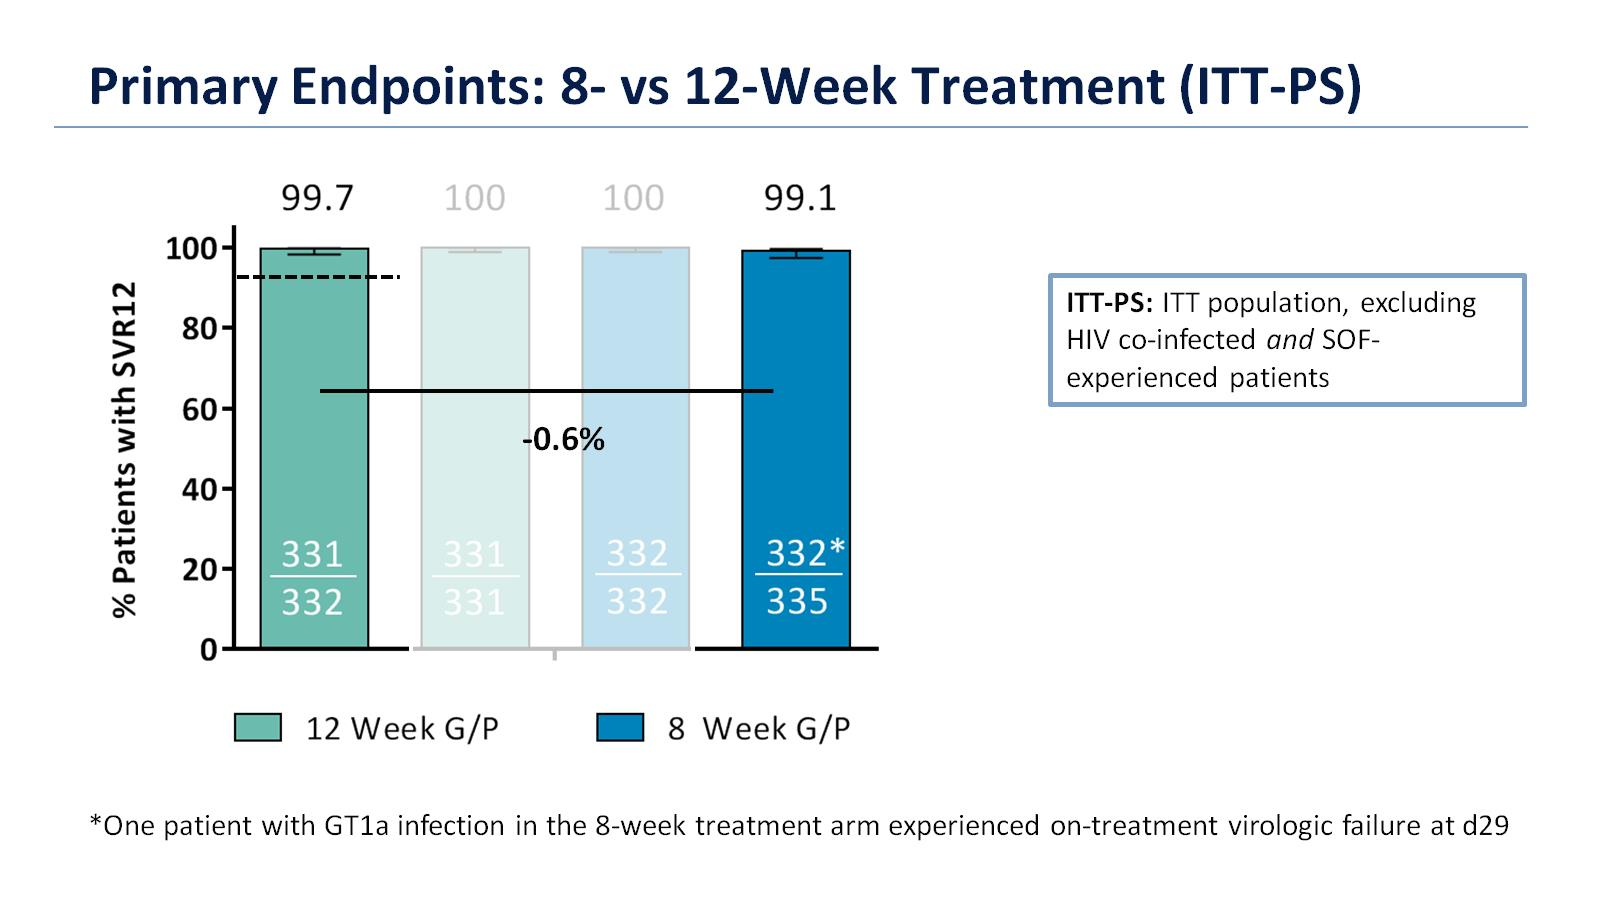 Primary Endpoints: 8- vs 12-Week Treatment (ITT-PS)
99.7 100 100 99.1
% Patients with SVR12
100
80
60
40
20
0
-0.6%
331 331 332 332*
332 331 332 335
12 Week G/P 8 Week G/P
ITT-PS: ITT population, excluding
HIV co-infected and SOF-
experienced patients
*One patient with GT1a infection in the 8-week treatment arm experienced on-treatment virologic failure at d29